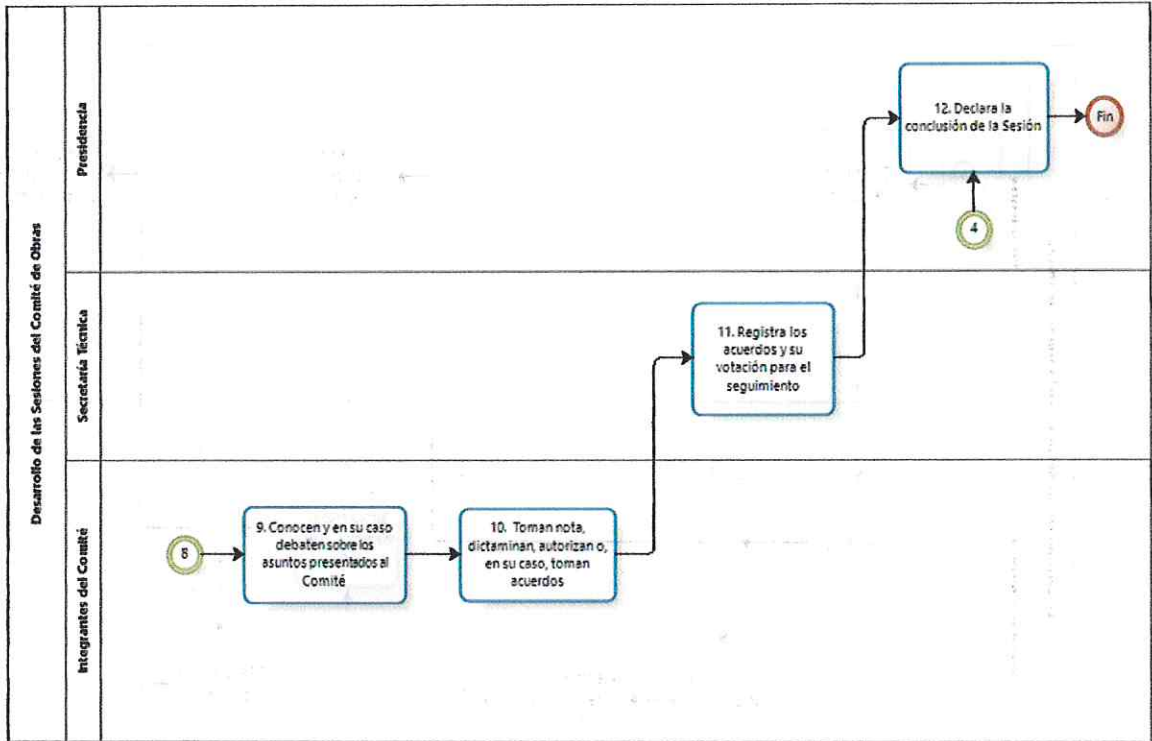 Desarrollo de las Sesiones del Comité de Obras
Presidencia
12. Declara la
conclusión de la Sesión
Fin
4
Secretaría Técnica
11. Registra los
acuerdos y su
votación para el
seguimiento
Integrantes del Comité
8
9. Conocen y en su caso
debaten sobre los
asuntos presentados al
Comité
10. Toman nota,
dictaminan, autorizan o,
en su caso, toman
acuerdos